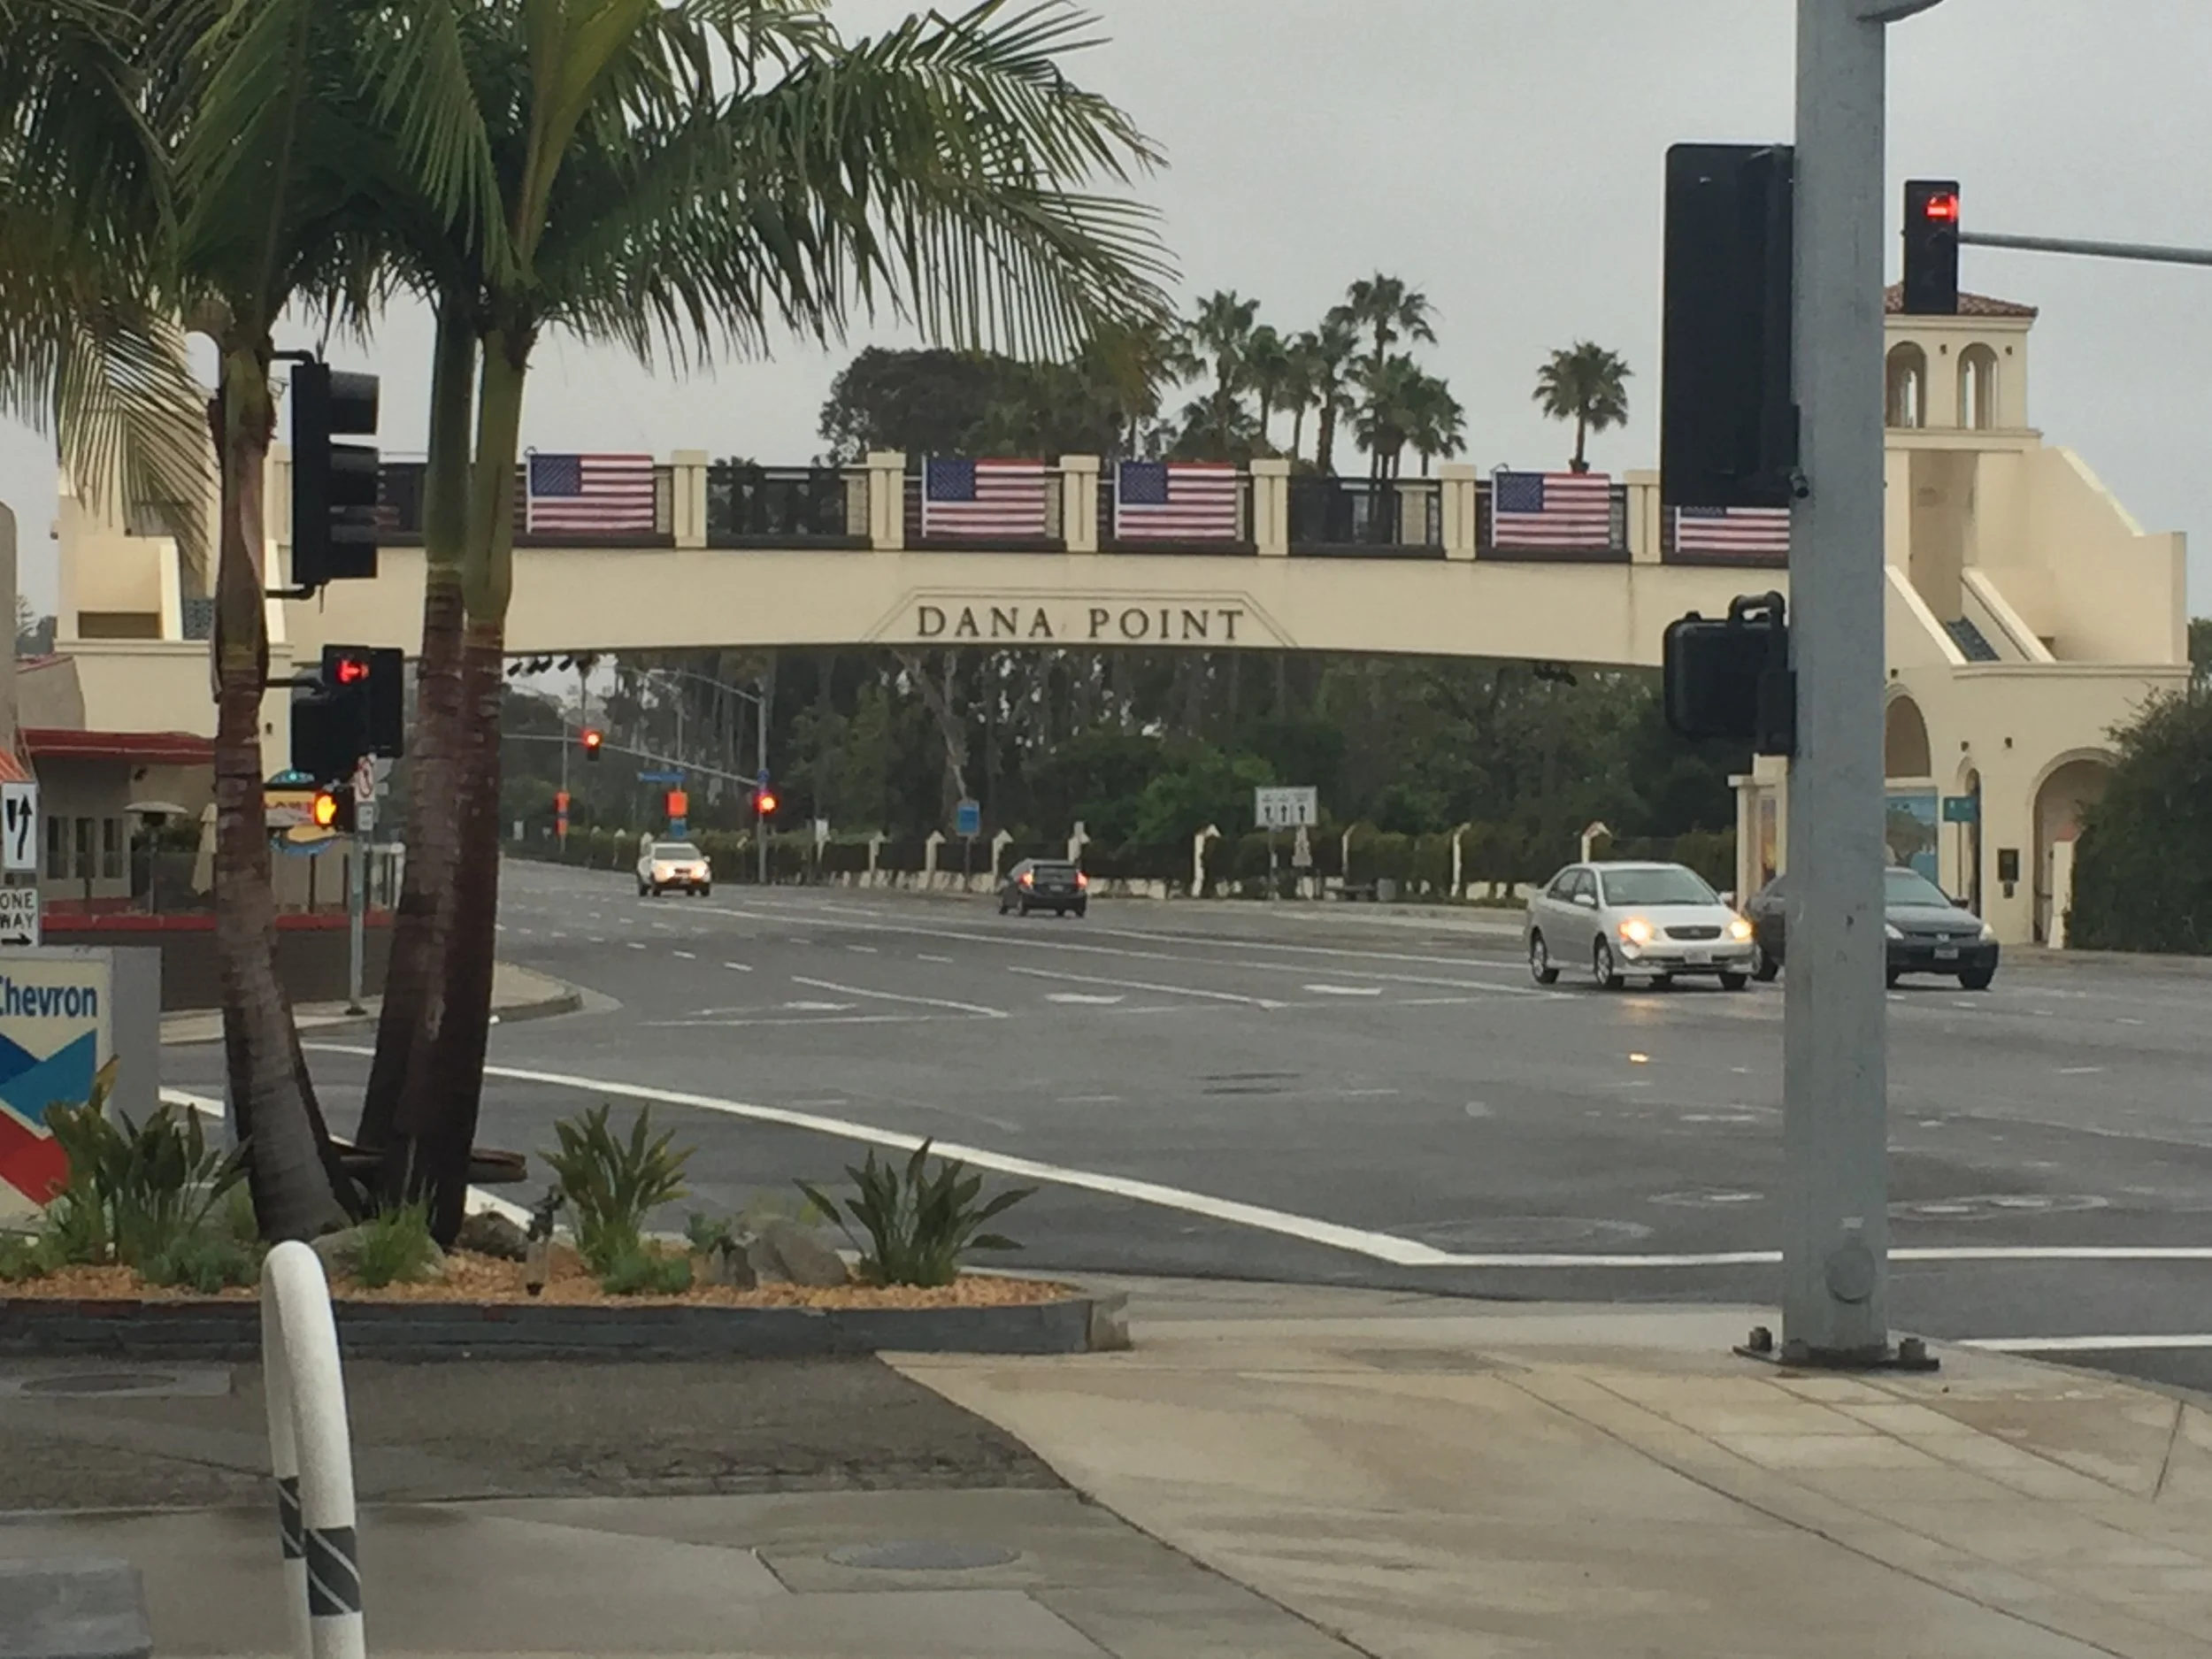 DANA POINT
ONE
WAY
Chevron